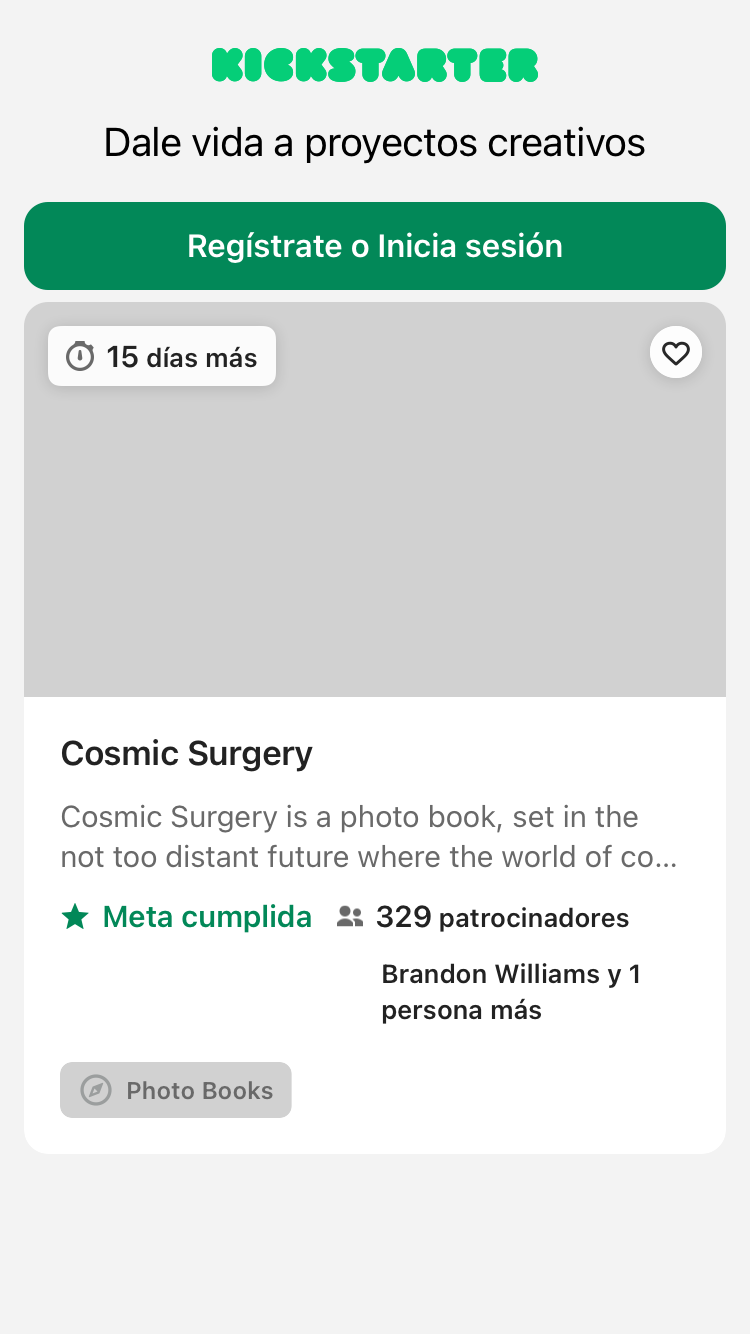 KICKSTARTER
Dale vida a proyectos creativos
Regístrate o Inicia sesión
15 días más
Cosmic Surgery
Cosmic Surgery is a photo book, set in the
not too distant future where the world of co...
Meta cumplida
329 patrocinadores
Brandon Williams y 1
persona más
Photo Books